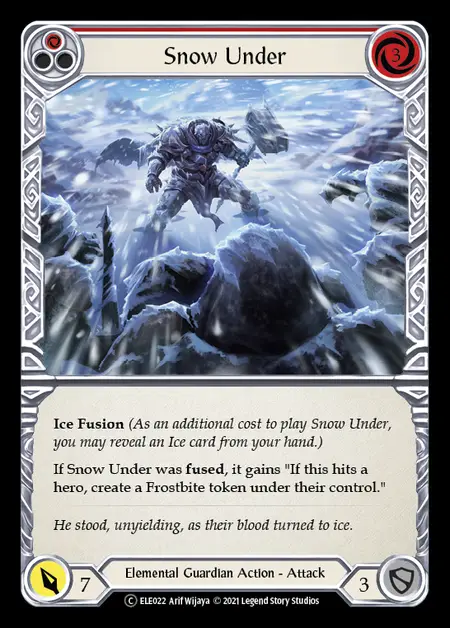 Snow Under
3
Ice Fusion (As an additional cost to play Snow Under,
you may reveal an Ice card from your hand.)
If Snow Under was fused, it gains "If this hits a
hero, create a Frostbite token under their control."
He stood, unyielding, as their blood turned to ice.
7
Elemental Guardian Action - Attack
3
C ELE022 Arif Wijaya © 2021 Legend Story Studios